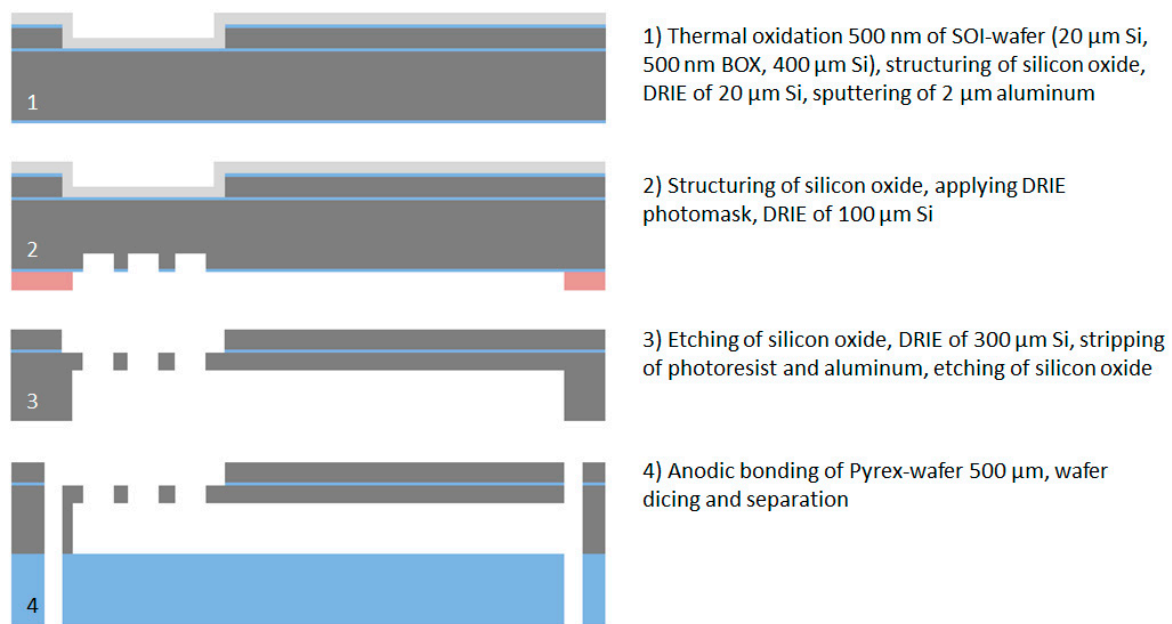 1
1) Thermal oxidation 500 nm of SOI-wafer (20 µm Si,
500 nm BOX, 400 µm Si), structuring of silicon oxide,
DRIE of 20 µm Si, sputtering of 2 µm aluminum
2
2) Structuring of silicon oxide, applying DRIE
photomask, DRIE of 100 µm Si
3
3) Etching of silicon oxide, DRIE of 300 µm Si, stripping
of photoresist and aluminum, etching of silicon oxide
4
4) Anodic bonding of Pyrex-wafer 500 µm, wafer
dicing and separation